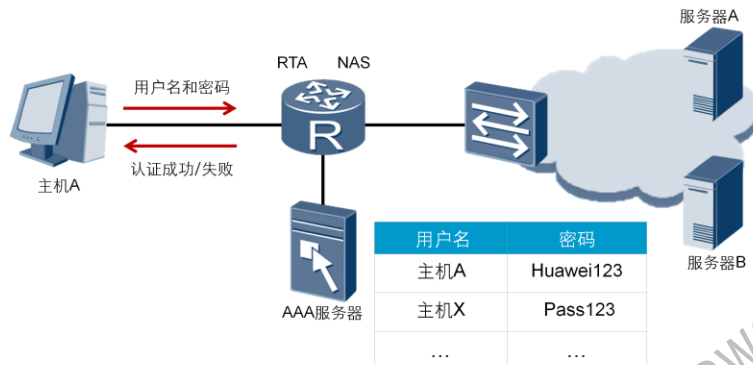 服务器A
RTA NAS
用户名和密码
R
认证成功/失败
主机A
AAA服务器
服务器B
用户名 密码
主机A Huawei123
主机X Pass123
... ...